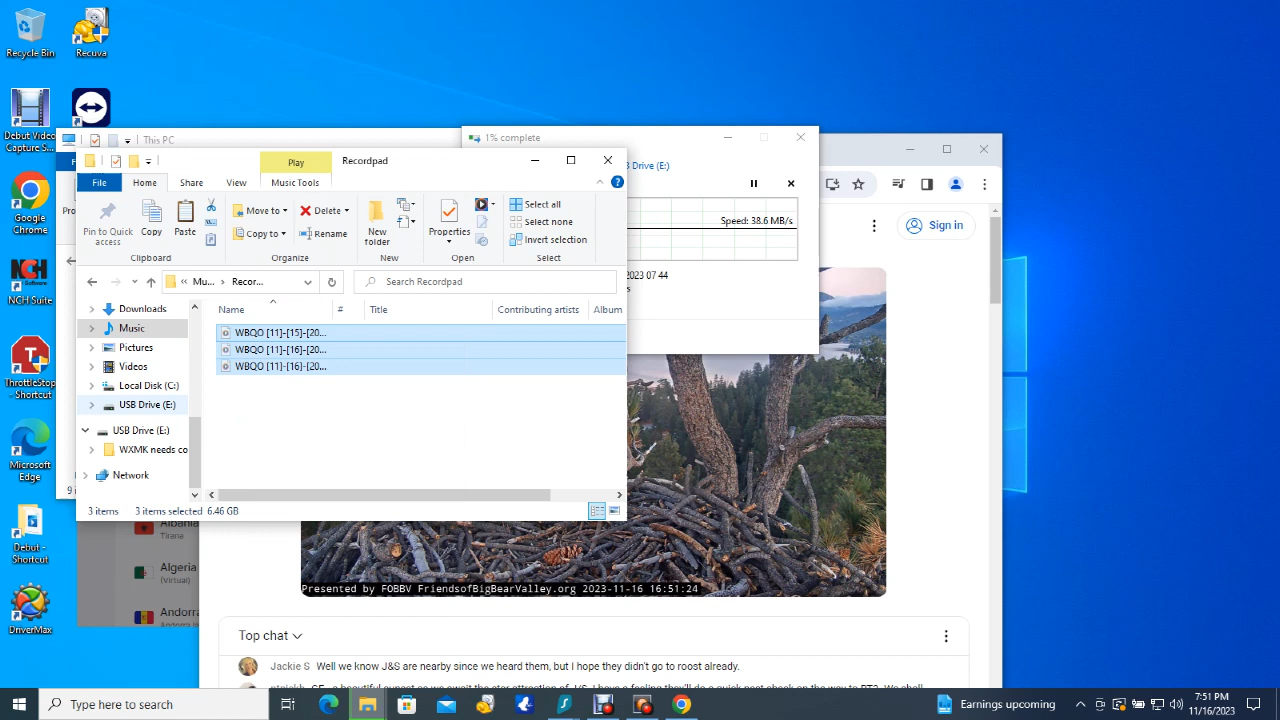 Recycle Bin
Recuva
Debut Video
Capture S...
Google
Chrome
NCH Suite
ThrottleStop
- Shortcut
Microsoft
Edge
Debut -
Shortcut
DriverMax
This PC
1% complete
Drive (E:)
Speed: 38.6 MB/s
2023 07 44
Play
Recordpad
File
Home
Share
View
Music Tools
Pin to Quick
access
Copy
Paste
Clipboard
Move to
Copy to
Delete
Rename
Organize
New
folder
New
Properties
Open
Select all
Select none
Invert selection
Select
Mu...
Recor...
Search Recordpad
Downloads
Music
Pictures
Videos
Local Disk (C:)
USB Drive (E:)
USB Drive (E:)
WXMK needs co
Network
Name
#
Title
Contributing artists
Album
WBQO [11]-[15]-[20...
WBQO [11]-[16]-[20...
WBQO [11]-[16]-[20...
3 items
3 items selected 6.46 GB
Tirane
Algeria
(Virtual)
Andorra
Sign in
Presented by FOBBV FriendsofBigBearValley.org 2023-11-16 16:51:24
Top chat
Jackie S Well we know J&S are nearby since we heard them, but I hope they didn't go to roost already.
Type here to search
Earnings upcoming
7:51 PM
11/16/2023